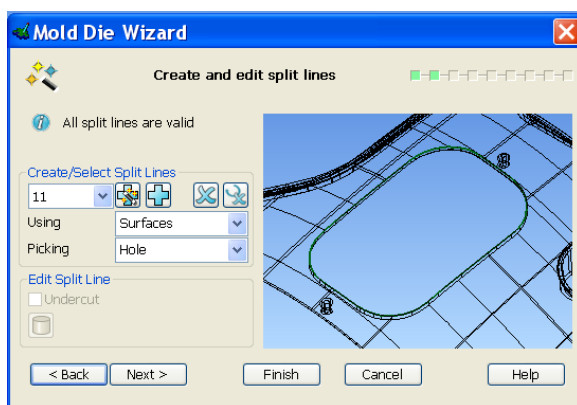 Mold Die Wizard
Create and edit split lines
All split lines are valid
Create/Select Split Lines
11
Using Surfaces
Picking Hole
Edit Split Line
Undercut
< Back Next > Finish Cancel Help